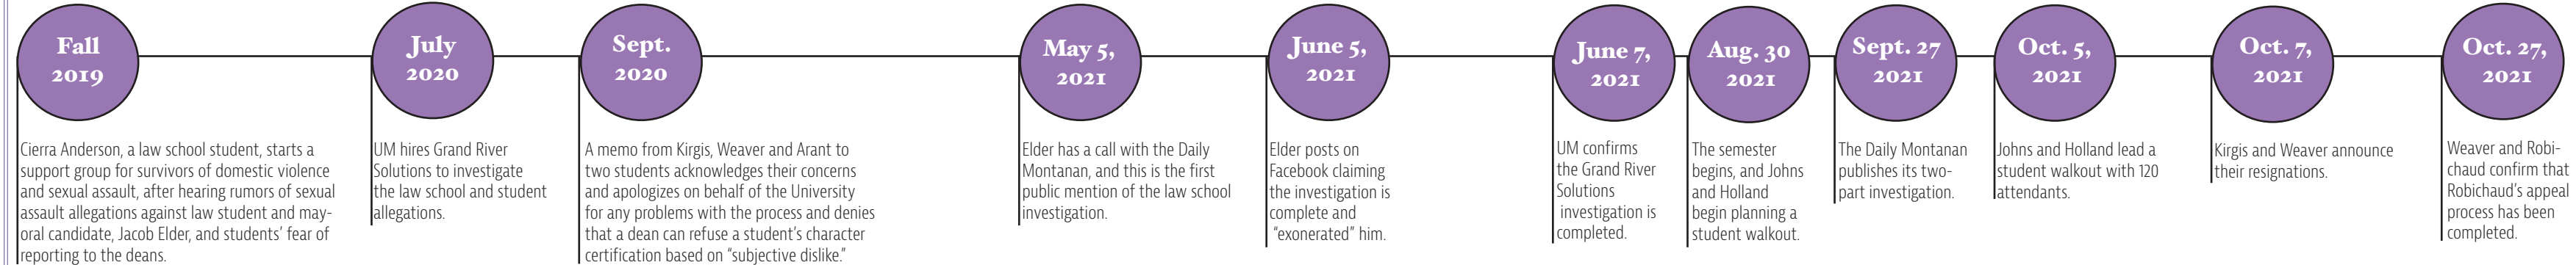 Fall
2019
Cierra Anderson, a law school student, starts a
support group for survivors of domestic violence
and sexual assault, after hearing rumors of sexual
assault allegations against law student and may-
oral candidate, Jacob Elder, and students’ fear of
reporting to the deans.
July
2020
UM hires Grand River
Solutions to investigate
the law school and student
allegations.
Sept.
2020
A memo from Kirgis, Weaver and Arant to
two students acknowledges their concerns
and apologizes on behalf of the University
for any problems with the process and denies
that a dean can refuse a student’s character
certification based on “subjective dislike.”
May 5,
2021
Elder has a call with the Daily
Montanan, and this is the first
public mention of the law school
investigation.
June 5,
2021
Elder posts on
Facebook claiming
the investigation is
complete and
“exonerated” him.
June 7,
2021
UM confirms
the Grand River
Solutions
investigation is
completed.
Aug. 30
2021
The semester
begins, and Johns
and Holland
begin planning a
student walkout.
Sept. 27
2021
The Daily Montanan
publishes its two-
part investigation.
Oct. 5,
2021
Johns and Holland lead a
student walkout with 120
attendants.
Oct. 7,
2021
Kirgis and Weaver announce
their resignations.
Oct. 27,
2021
Weaver and Robi-
chaud confirm that
Robichaud’s appeal
process has been
completed.